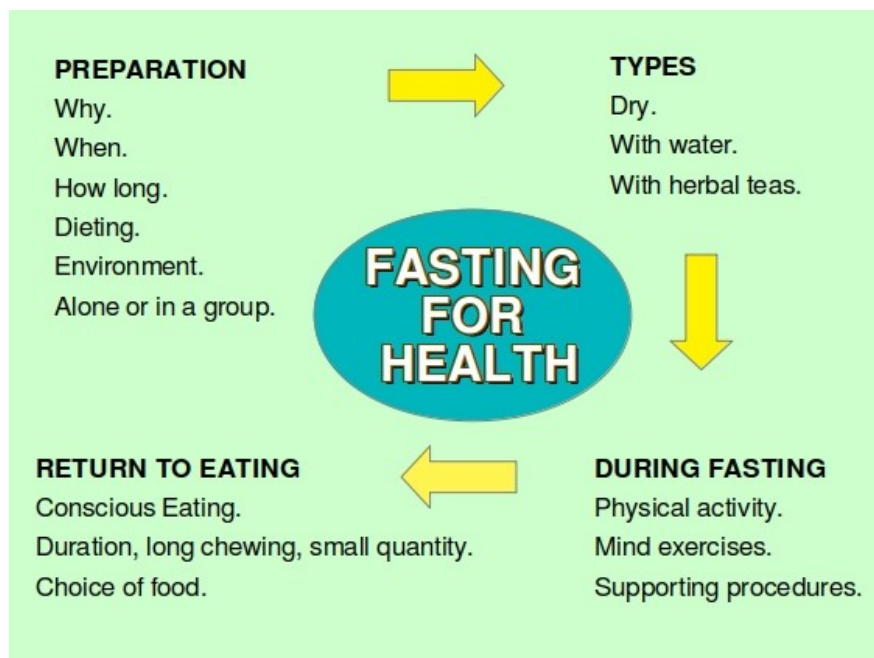 PREPARATION
Why.
When.
How long.
Dieting.
Environment.
Alone or in a group.
TYPES
Dry.
With water.
With herbal teas.
FASTING
FOR
HEALTH
DURING FASTING
Physical activity.
Mind exercises.
Supporting procedures.
RETURN TO EATING
Conscious Eating.
Duration, long chewing, small quantity.
Choice of food.